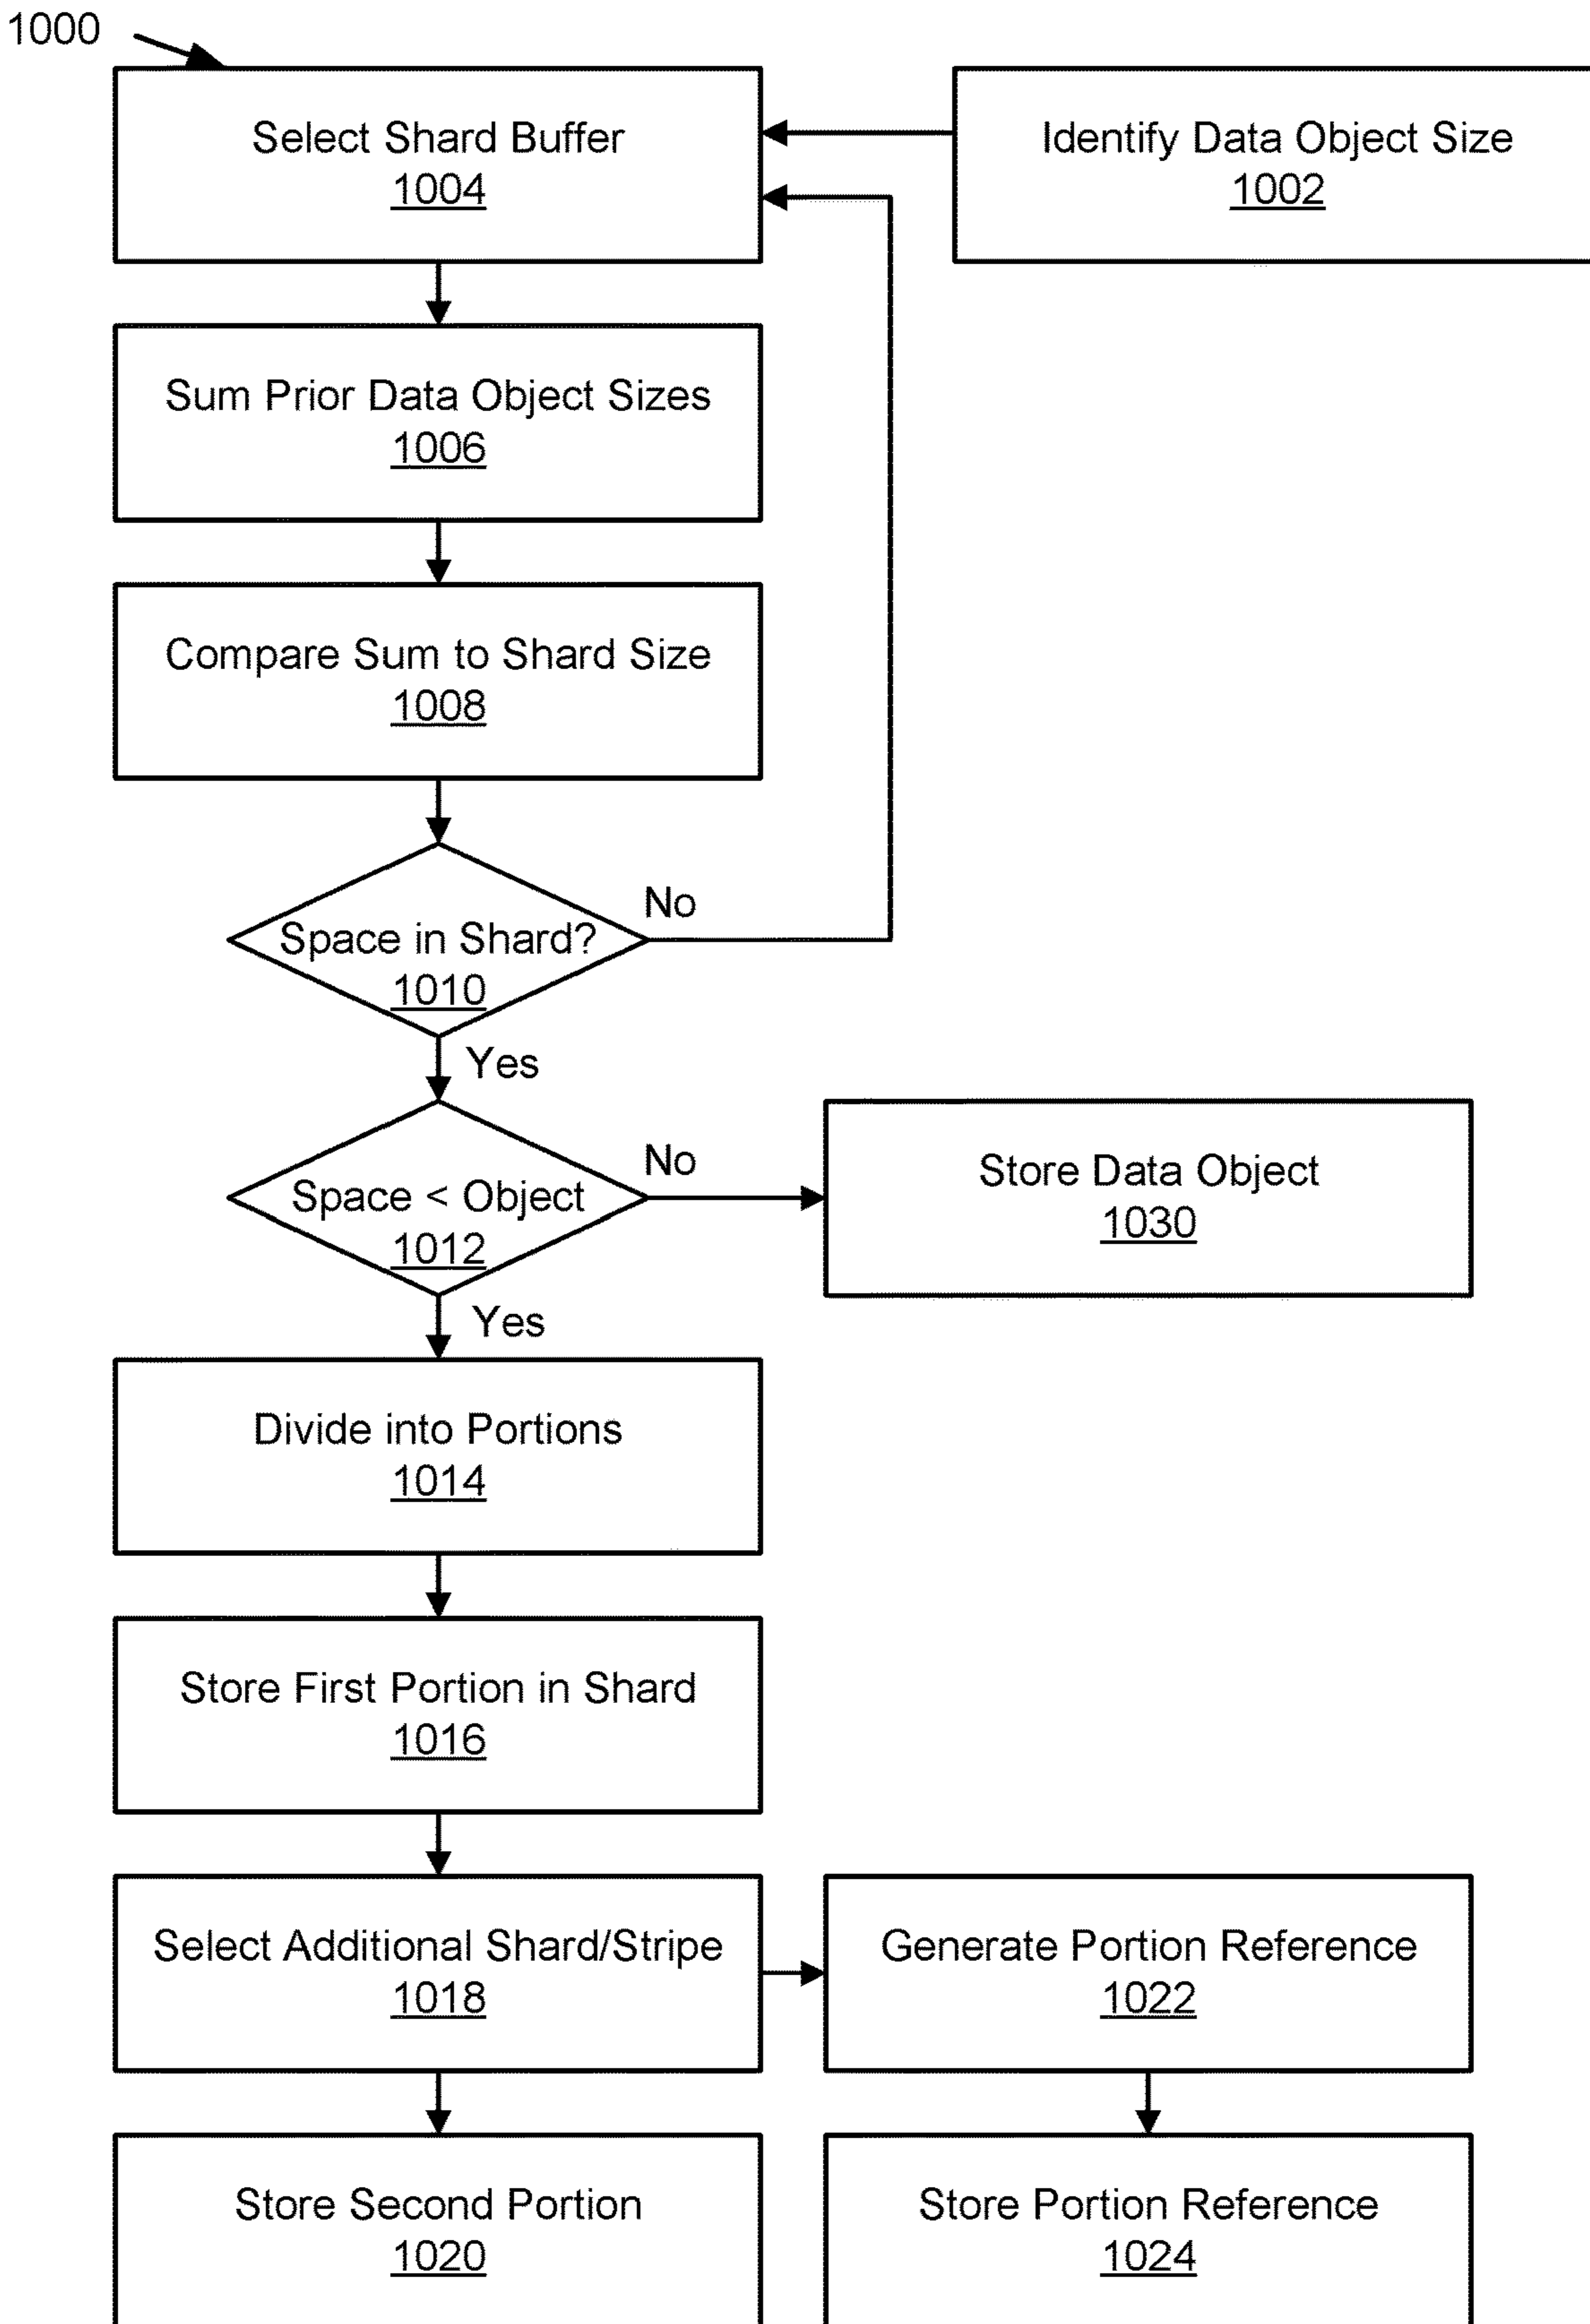 1000
Select Shard Buffer
1004
Identify Data Object Size
1002
Sum Prior Data Object Sizes
1006
Compare Sum to Shard Size
1008
No
Space in Shard?
1010
Yes
No
Space < Object
1012
Store Data Object
1030
Yes
Divide into Portions
1014
Store First Portion in Shard
1016
Select Additional Shard/Stripe
1018
Generate Portion Reference
1022
Store Second Portion
1020
Store Portion Reference
1024